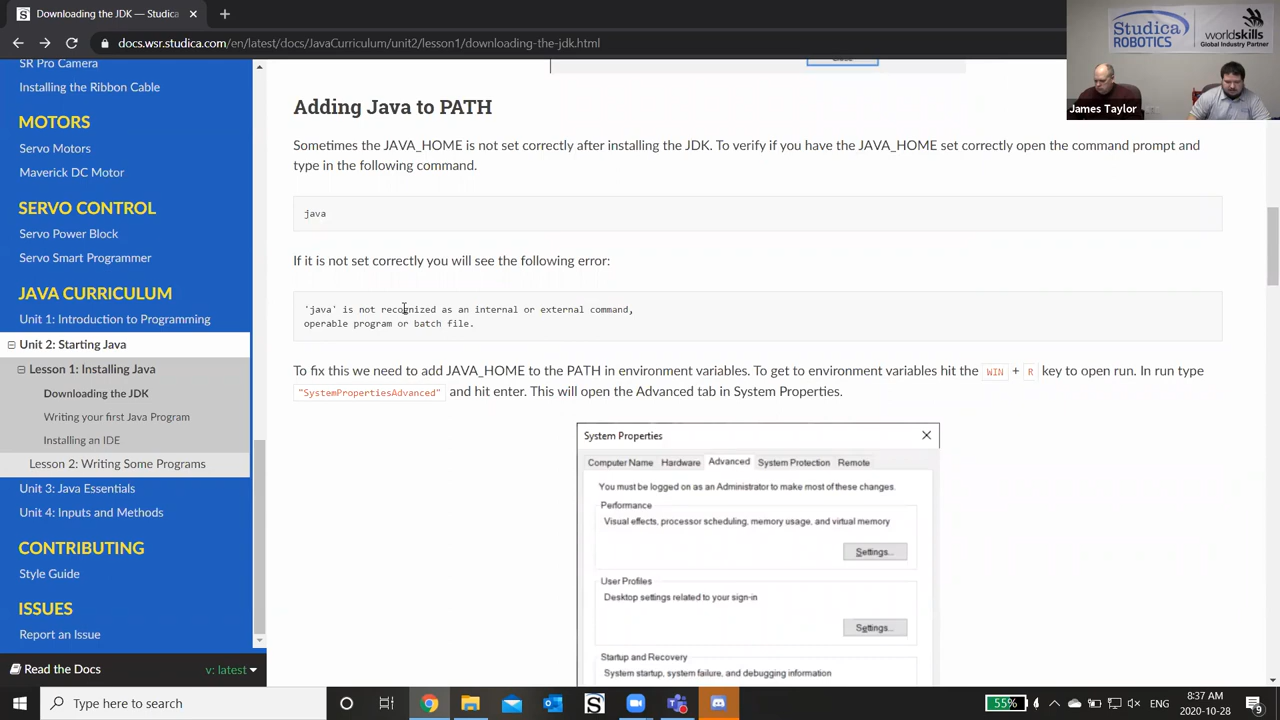 Downloading the JDK — Studica
docs.wsr.studica.com/en/latest/docs/JavaCurriculum/unit2/lesson1/downloading-the-jdk.html
Studica
ROBOTICS
worldskills
Global Industry Partner
James Taylor
SR Pro Camera
Installing the Ribbon Cable
MOTORS
Servo Motors
Maverick DC Motor
SERVO CONTROL
Servo Power Block
Servo Smart Programmer
JAVA CURRICULUM
Unit 1: Introduction to Programming
Unit 2: Starting Java
Lesson 1: Installing Java
Downloading the JDK
Writing your first Java Program
Installing an IDE
Lesson 2: Writing Some Programs
Unit 3: Java Essentials
Unit 4: Inputs and Methods
CONTRIBUTING
Style Guide
ISSUES
Report an Issue
Read the Docs
v: latest
Adding Java to PATH
Sometimes the JAVA_HOME is not set correctly after installing the JDK. To verify if you have the JAVA_HOME set correctly open the command prompt and
type in the following command.
java
If it is not set correctly you will see the following error:
'java' is not recognized as an internal or external command,
operable program or batch file.
To fix this we need to add JAVA_HOME to the PATH in environment variables. To get to environment variables hit the WIN + R key to open run. In run type
"SystemPropertiesAdvanced" and hit enter. This will open the Advanced tab in System Properties.
System Properties
Computer Name Hardware Advanced System Protection Remote
You must be logged on as an Administrator to make most of these changes.
Performance
Visual effects, processor scheduling, memory usage, and virtual memory
Settings...
User Profiles
Desktop settings related to your sign-in
Settings...
Startup and Recovery
System startup, system failure, and debugging information
Type here to search
55%
ENG
8:37 AM
2020-10-28
9